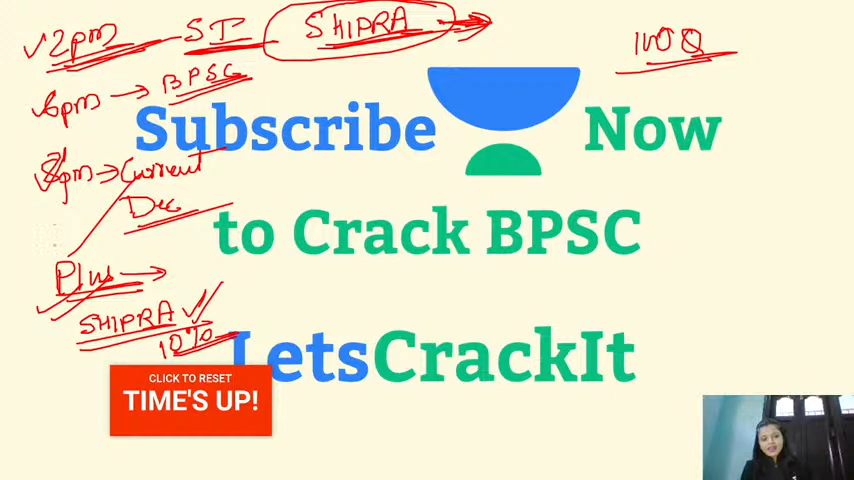 2pm ST SHIPRA 100Q
6pm → BPSC
Subscribe Now
8pm → Current
Dec
to Crack BPSC
Plus →
SHIPRA ✓
10%
LetsCrackIt
CLICK TO RESET
TIME'S UP!